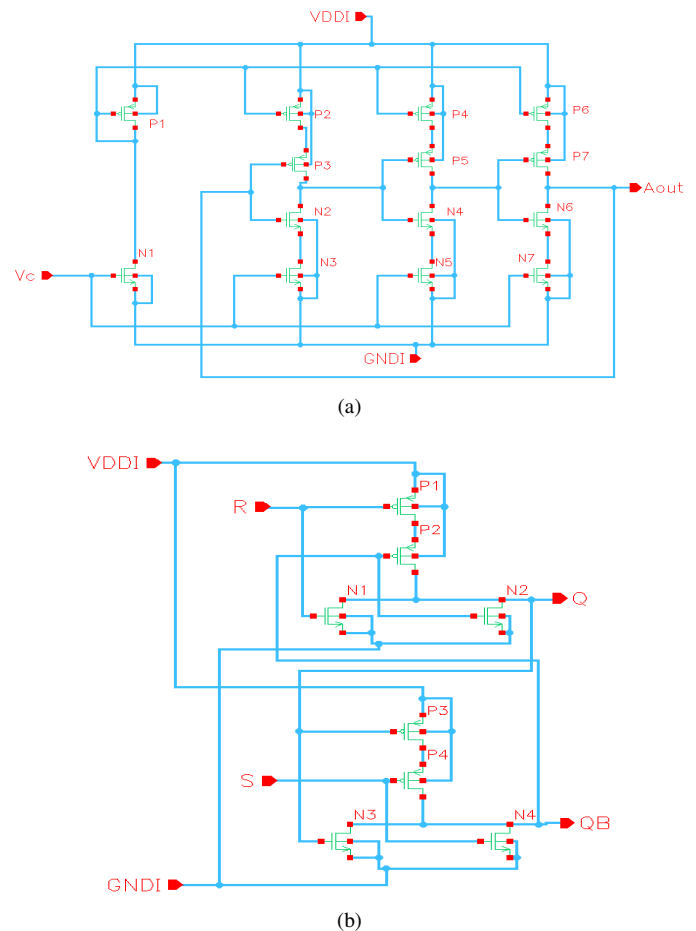 VDDI
P1
P2
P4
P6
P3
P5
P7
Aout
N2
N4
N6
N1
N3
N5
N7
Vc
GNDI
(a)
VDDI
P1
R
P2
N1
N2
Q
P3
P4
S
N3
N4
QB
GNDI
(b)